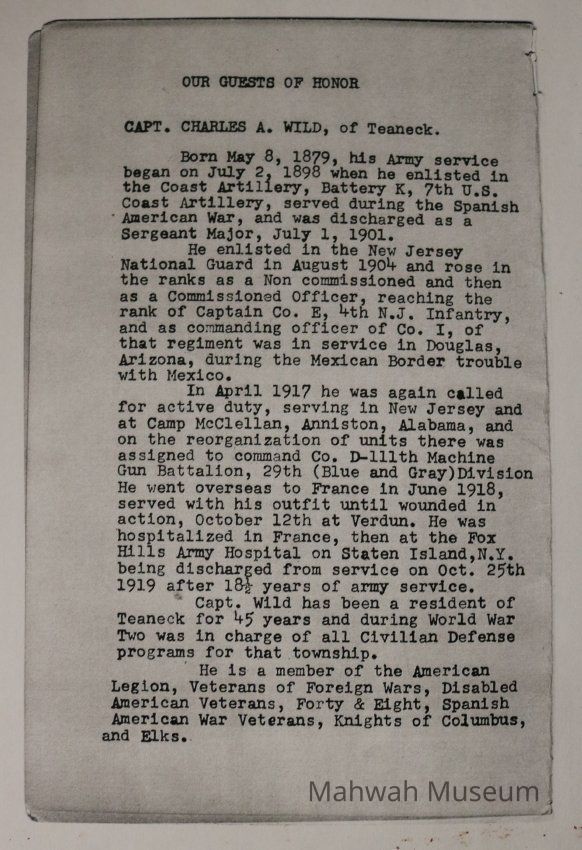 OUR GUESTS OF HONOR
CAPT. CHARLES A. WILD, of Teaneck.
Born May 8, 1879, his Army service
began on July 2, 1898 when he enlisted in
the Coast Artillery, Battery K, 7th U.S.
Coast Artillery, served during the Spanish
American War, and was discharged as a
Sergeant Major, July 1, 1901.
He enlisted in the New Jersey
National Guard in August 1904 and rose in
the ranks as a Non commissioned and then
as a Commissioned Officer, reaching the
rank of Captain Co. E, 4th N.J. Infantry,
and as commanding officer of Co. I, of
that regiment was in service in Douglas,
Arizona, during the Mexican Border trouble
with Mexico.
In April 1917 he was again called
for active duty, serving in New Jersey and
at Camp McClellan, Anniston, Alabama, and
on the reorganization of units there was
assigned to command Co. D-111th Machine
Gun Battalion, 29th (Blue and Gray)Division
He went overseas to France in June 1918,
served with his outfit until wounded in
action, October 12th at Verdun. He was
hospitalized in France, then at the Fox
Hills Army Hospital on Staten Island,N.Y.
being discharged from service on Oct. 25th
1919 after 18½ years of army service.
Capt. Wild has been a resident of
Teaneck for 45 years and during World War
Two was in charge of all Civilian Defense
programs for that township.
He is a member of the American
Legion, Veterans of Foreign Wars, Disabled
American Veterans, Forty & Eight, Spanish
American War Veterans, Knights of Columbus,
and Elks.
Mahwah Museum